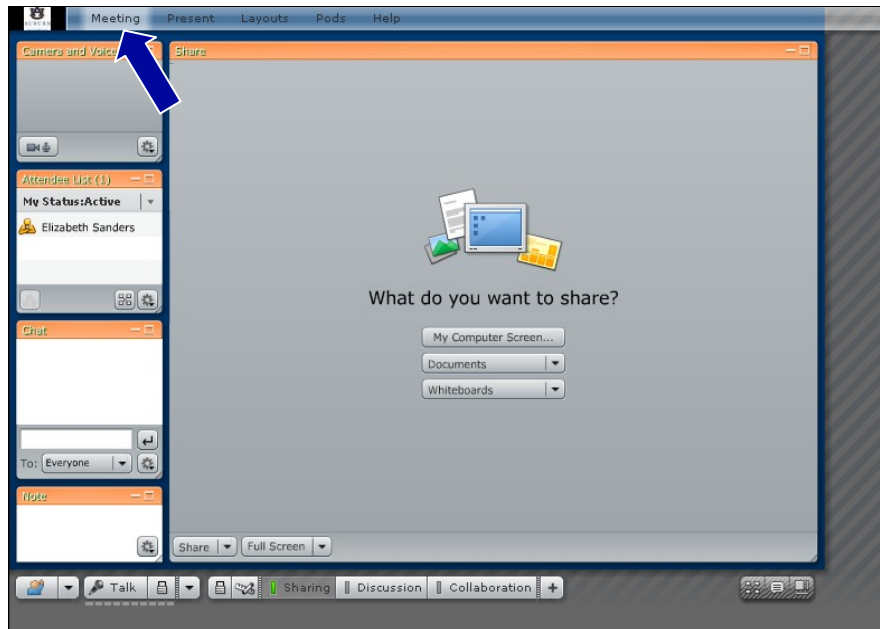 AUBURN
Meeting Present Layouts Pods Help
Camera and Voice
Share
Attendee List (1)
My Status:Active
Elizabeth Sanders
What do you want to share?
My Computer Screen...
Documents
Whiteboards
Chat
To: Everyone
Note
Share Full Screen
Talk Sharing Discussion Collaboration +